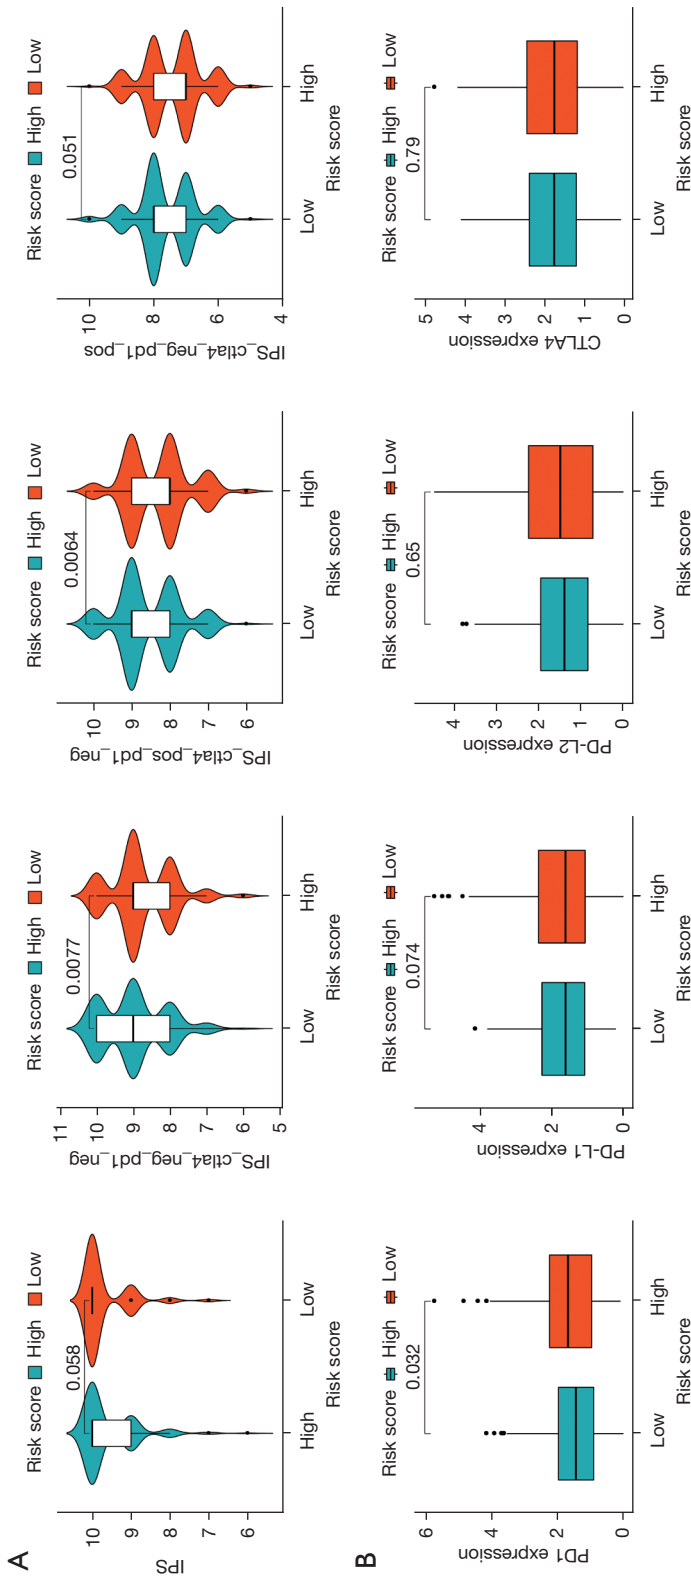 A
Risk score High Low
0.058
10
9
8
7
6
IPS
High
Low
Risk score
Risk score High Low
0.0077
11
10
9
8
7
6
5
IPS_ctla4_neg_pd1_neg
Low
High
Risk score
Risk score High Low
0.0064
10
9
8
7
6
IPS_ctla4_pos_pd1_neg
Low
High
Risk score
Risk score High Low
0.051
10
8
6
4
IPS_ctla4_neg_pd1_pos
Low
High
Risk score
B
Risk score High Low
0.032
6
4
2
0
PD1 expression
Low
High
Risk score
Risk score High Low
0.074
4
2
0
PD-L1 expression
Low
High
Risk score
Risk score High Low
0.65
4
3
2
1
0
PD-L2 expression
Low
High
Risk score
Risk score High Low
0.79
5
4
3
2
1
0
CTLA4 expression
Low
High
Risk score